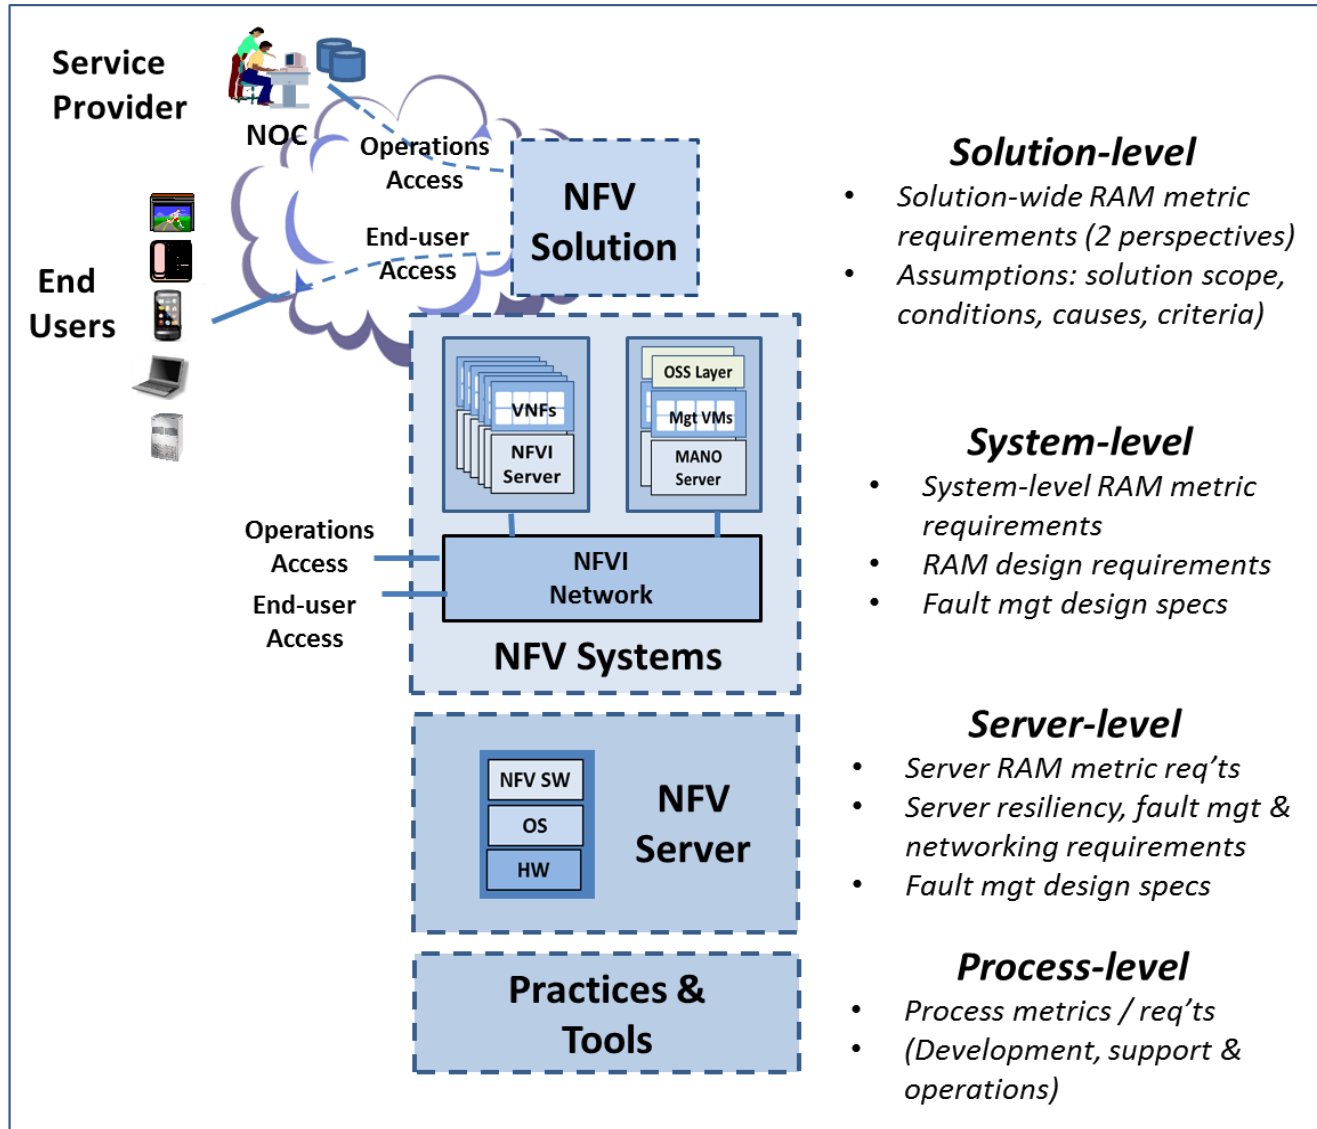 Service
Provider
NOC
Operations
Access
End-user
Access
End
Users
NFV
Solution
Solution-level
• Solution-wide RAM metric
requirements (2 perspectives)
• Assumptions: solution scope,
conditions, causes, criteria)
VNFs
NFVI
Server
OSS Layer
Mgt VMs
MANO
Server
Operations
Access
End-user
Access
NFVI
Network
NFV Systems
System-level
• System-level RAM metric
requirements
• RAM design requirements
• Fault mgt design specs
NFV SW
OS
HW
NFV
Server
Server-level
• Server RAM metric req’ts
• Server resiliency, fault mgt &
networking requirements
• Fault mgt design specs
Practices &
Tools
Process-level
• Process metrics / req’ts
• (Development, support &
operations)